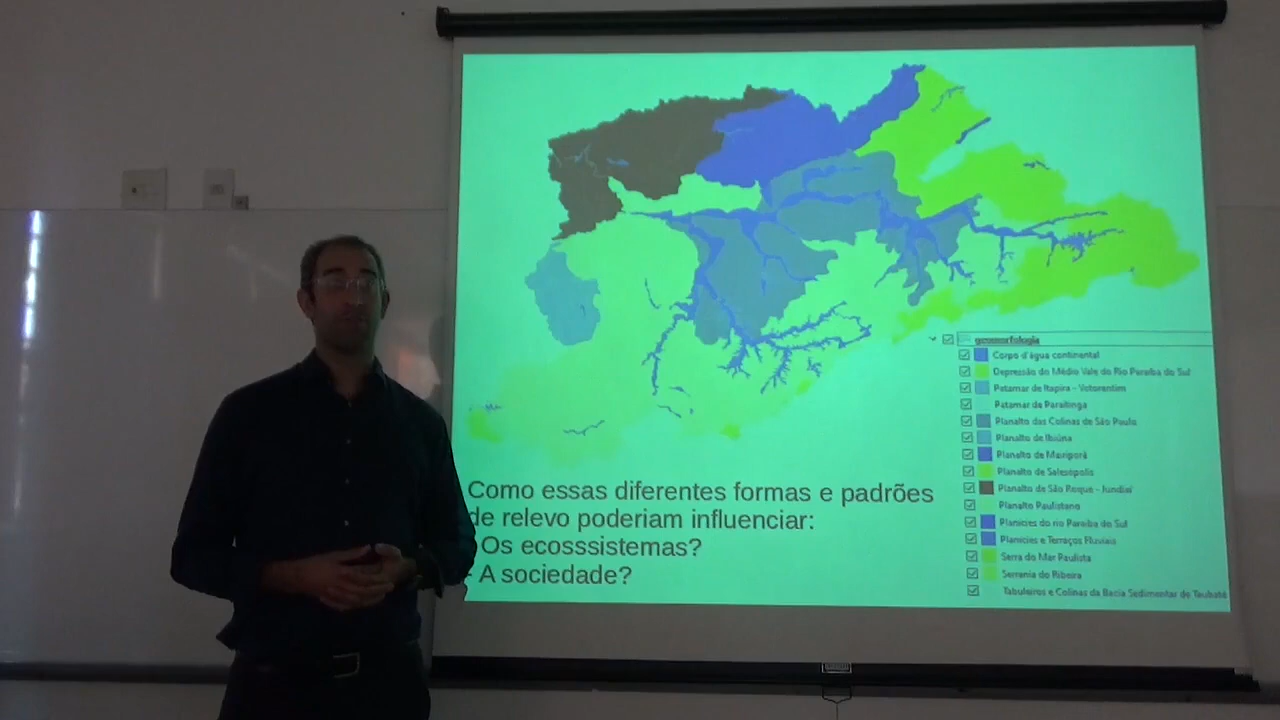 geomorfologia
Corpo d'água continental
Depressão do Médio Vale do Rio Paraíba do Sul
Patamar de Itapira - Votorantim
Patamar de Paraitinga
Planalto das Colinas de São Paulo
Planalto de Ibiúna
Planalto de Mairiporã
Planalto de Salesópolis
Planalto de São Roque - Jundiaí
Planalto Paulistano
Planícies do rio Paraíba do Sul
Planícies e Terraços Fluviais
Serra do Mar Paulista
Serrania do Ribeira
Tabuleiros e Colinas da Bacia Sedimentar de Taubaté
Como essas diferentes formas e padrões
de relevo poderiam influenciar:
Os ecosssistemas?
- A sociedade?